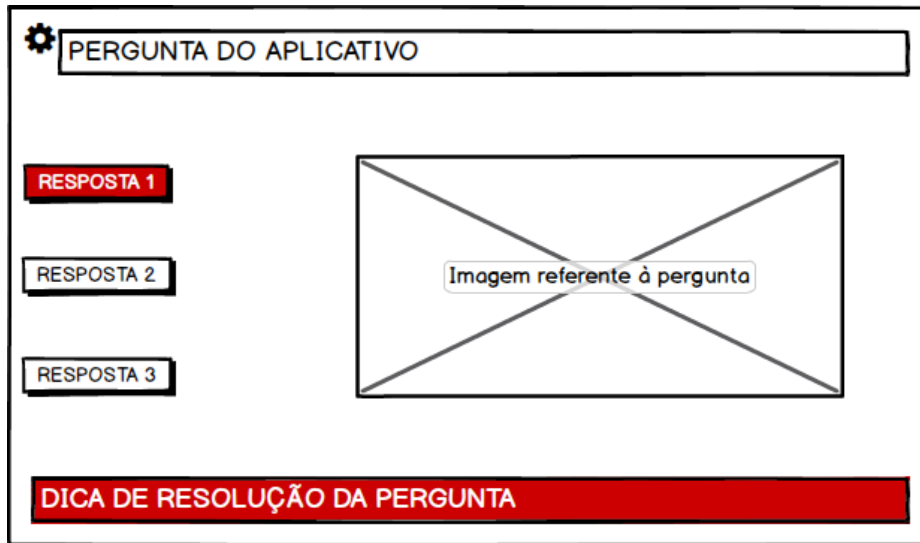 PERGUNTA DO APLICATIVO
RESPOSTA 1
RESPOSTA 2
RESPOSTA 3
Imagem referente à pergunta
DICA DE RESOLUÇÃO DA PERGUNTA